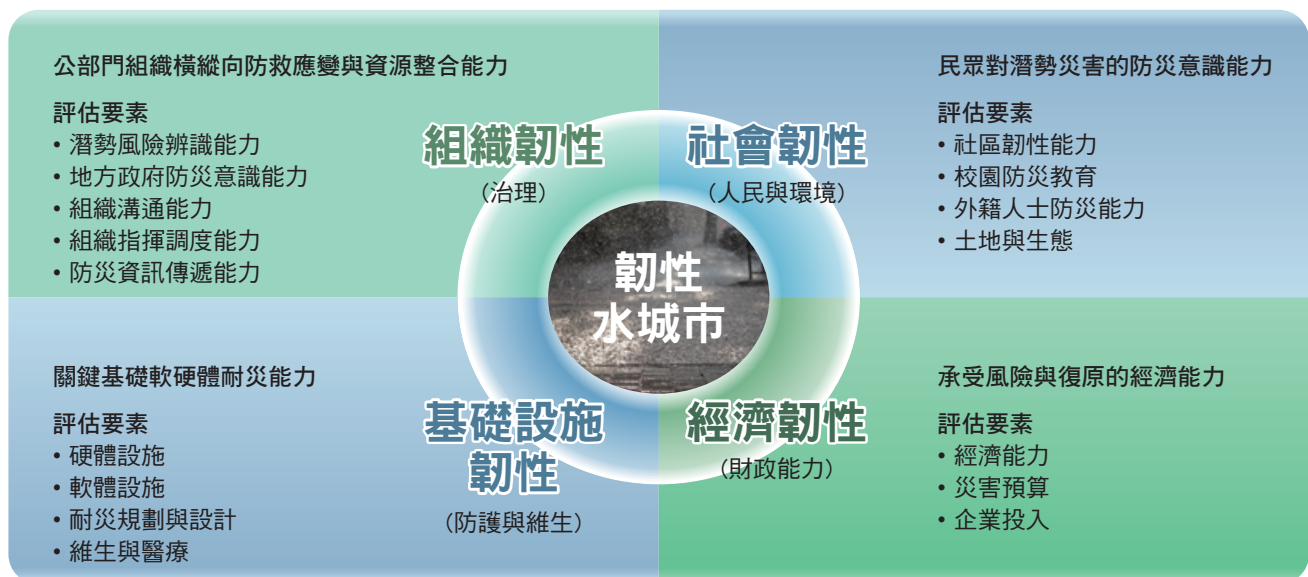 公部門組織橫縱向防救應變與資源整合能力
評估要素
• 潛勢風險辨識能力
• 地方政府防災意識能力
• 組織溝通能力
• 組織指揮調度能力
• 防災資訊傳遞能力
組織韌性
(治理)
社會韌性
(人民與環境)
民眾對潛勢災害的防災意識能力
評估要素
• 社區韌性能力
• 校園防災教育
• 外籍人士防災能力
• 土地與生態
韌性
水城市
關鍵基礎軟硬體耐災能力
評估要素
• 硬體設施
• 軟體設施
• 耐災規劃與設計
• 維生與醫療
基礎設施
韌性
(防護與維生)
經濟韌性
(財政能力)
承受風險與復原的經濟能力
評估要素
• 經濟能力
• 災害預算
• 企業投入